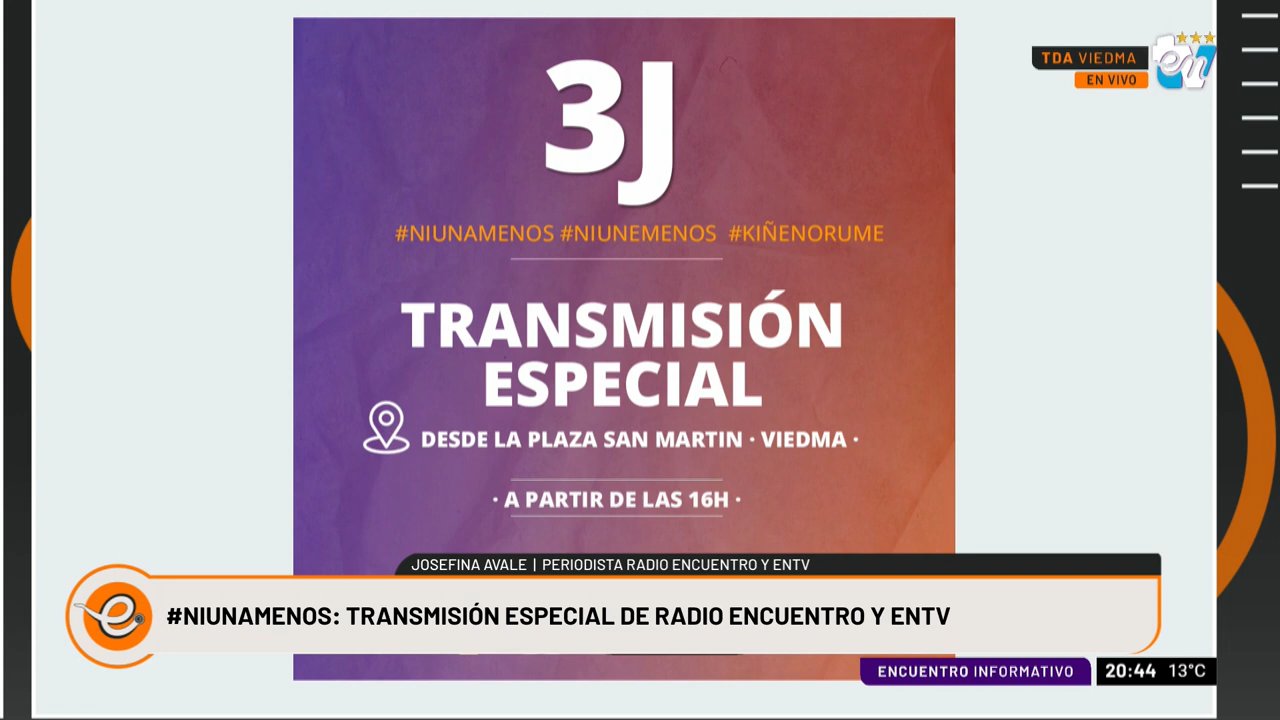 3J
#NIUNAMENOS #NIUNEMENOS #KIÑENORUME
TRANSMISIÓN
ESPECIAL
DESDE LA PLAZA SAN MARTIN · VIEDMA ·
· A PARTIR DE LAS 16H ·
TDA VIEDMA
EN VIVO
JOSEFINA AVALE | PERIODISTA RADIO ENCUENTRO Y ENTV
#NIUNAMENOS: TRANSMISIÓN ESPECIAL DE RADIO ENCUENTRO Y ENTV
ENCUENTRO INFORMATIVO
20:44 13°C